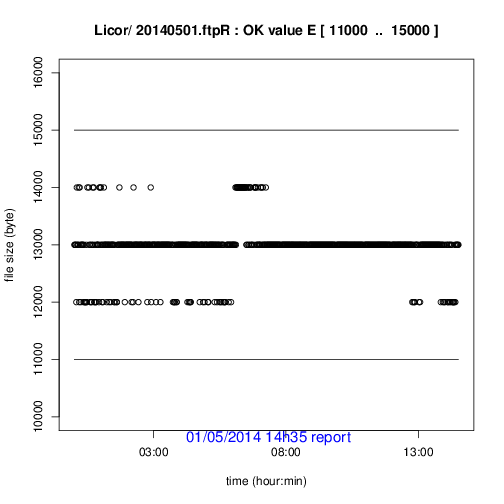 Licor/ 20140501.ftpR : OK value E [ 11000 .. 15000 ]
file size (byte)
16000
15000
14000
13000
12000
11000
10000
01/05/2014 14h35 report
03:00
08:00
13:00
time (hour:min)